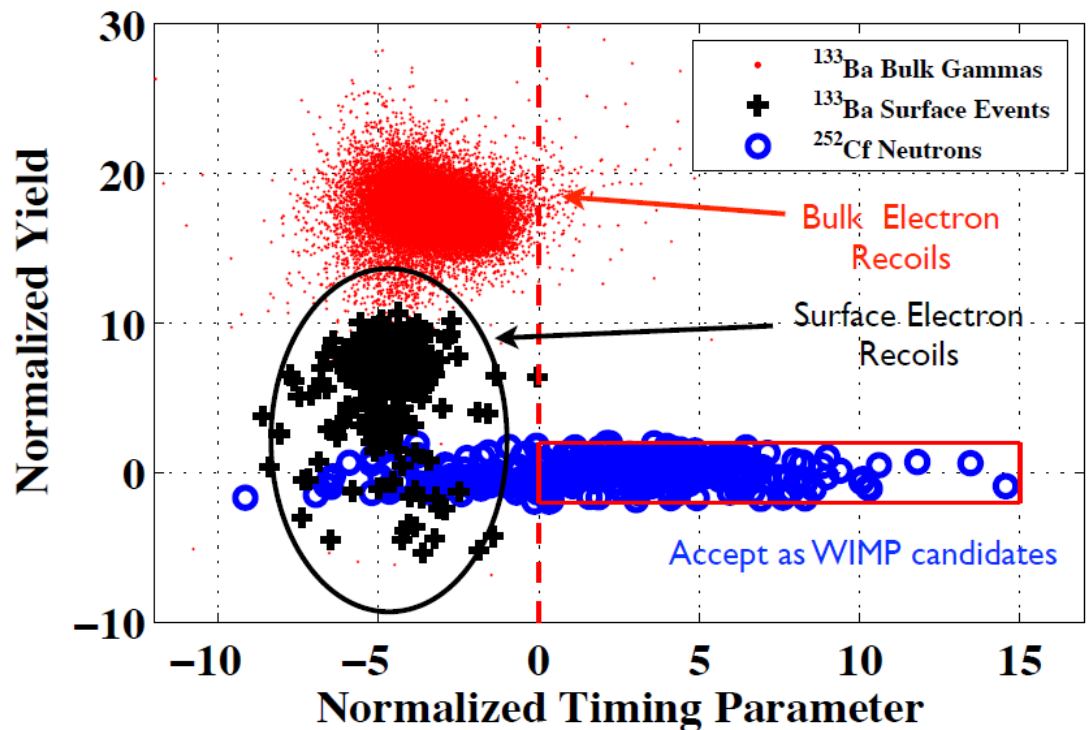 30
20
10
0
−10
Normalized Yield
¹³³Ba Bulk Gammas
¹³³Ba Surface Events
²⁵²Cf Neutrons
Bulk Electron
Recoils
Surface Electron
Recoils
Accept as WIMP candidates
−10 −5 0 5 10 15
Normalized Timing Parameter